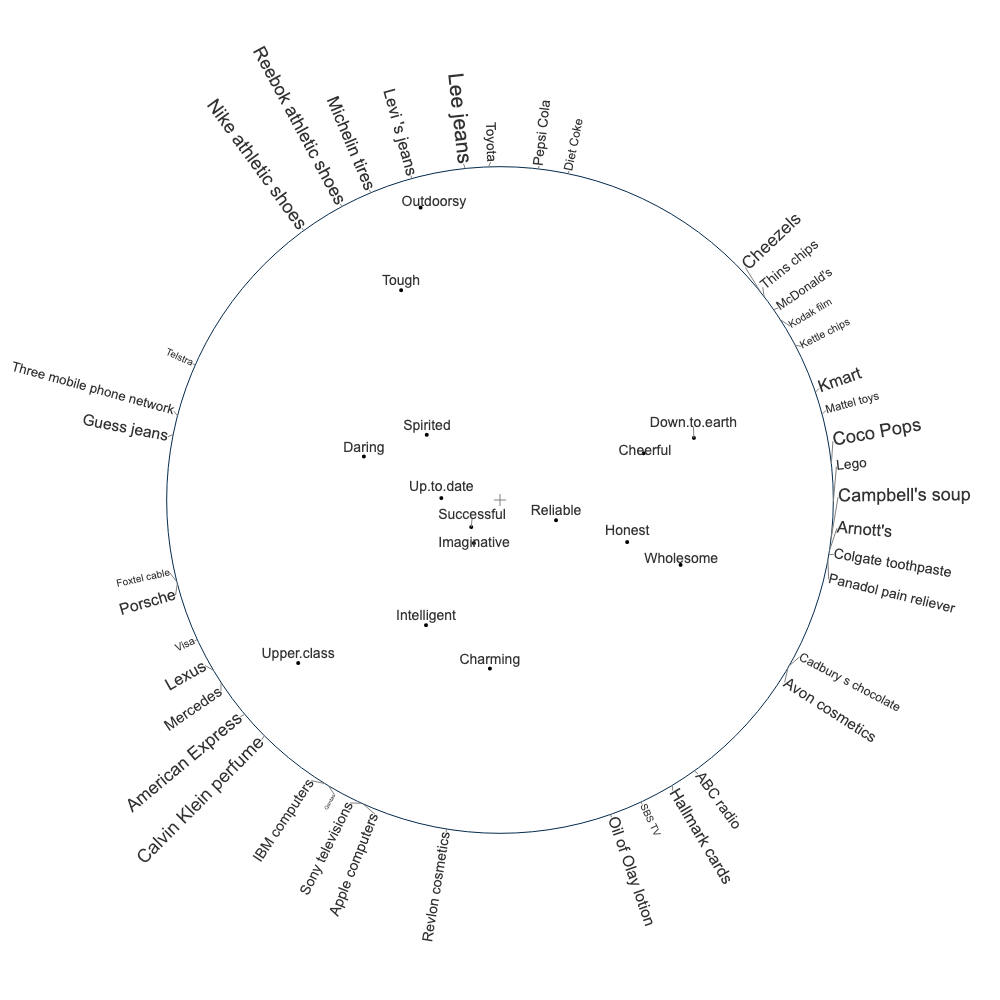 Reebok athletic shoes
Nike athletic shoes
Michelin tires
Levi 's jeans
Lee jeans
Toyota
Pepsi Cola
Diet Coke
Outdoorsy
Cheezels
Thins chips
McDonald's
Kodak film
Kettle chips
Tough
Telstra
Three mobile phone network
Guess jeans
Kmart
Mattel toys
Coco Pops
Lego
Campbell's soup
Arnott's
Colgate toothpaste
Panadol pain reliever
Spirited
Down.to.earth
Daring
Cheerful
Up.to.date
Successful
Reliable
Imaginative
Honest
Wholesome
Foxtel cable
Porsche
Intelligent
Visa
Upper.class
Charming
Lexus
Mercedes
American Express
Calvin Klein perfume
Cadbury s chocolate
Avon cosmetics
IBM computers
Qantas
Sony televisions
Apple computers
Revlon cosmetics
Oil of Olay lotion
SBS TV
Hallmark cards
ABC radio